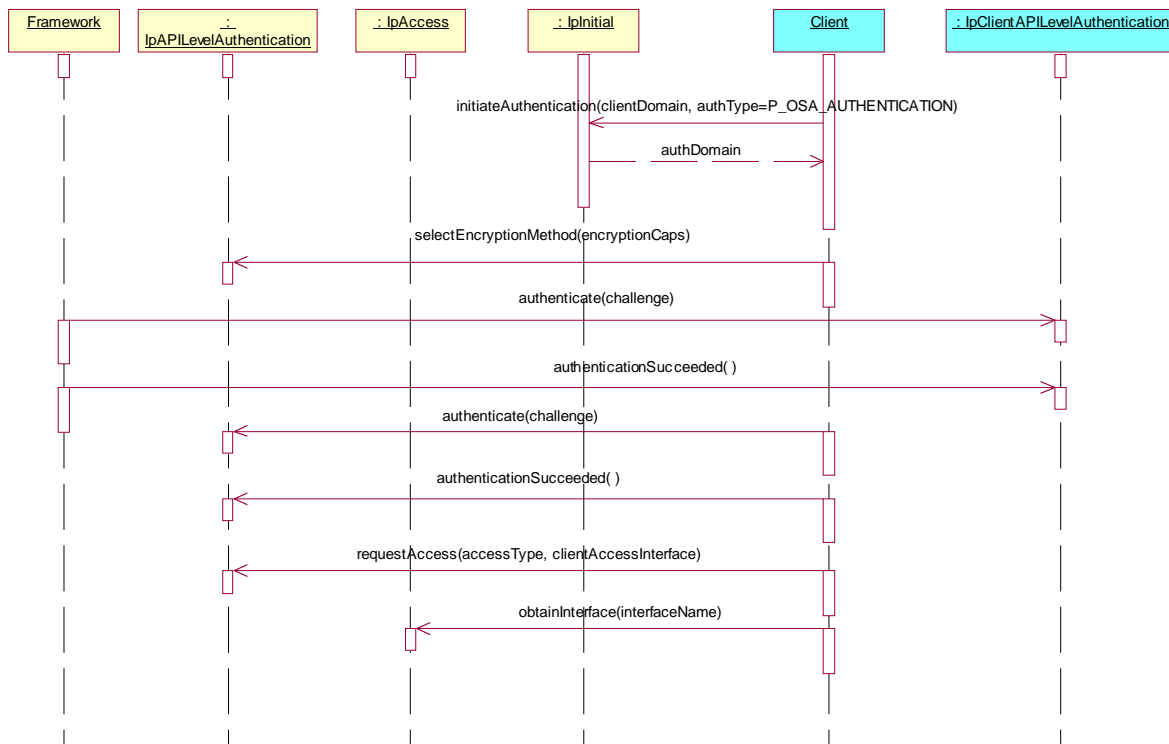 Framework
:
IpAPILevelAuthentication
: IpAccess
: IpInitial
Client
: IpClientAPILevelAuthentication
initiateAuthentication(clientDomain, authType=P_OSA_AUTHENTICATION)
authDomain
selectEncryptionMethod(encryptionCaps)
authenticate(challenge)
authenticationSucceeded( )
authenticate(challenge)
authenticationSucceeded( )
requestAccess(accessType, clientAccessInterface)
obtainInterface(interfaceName)